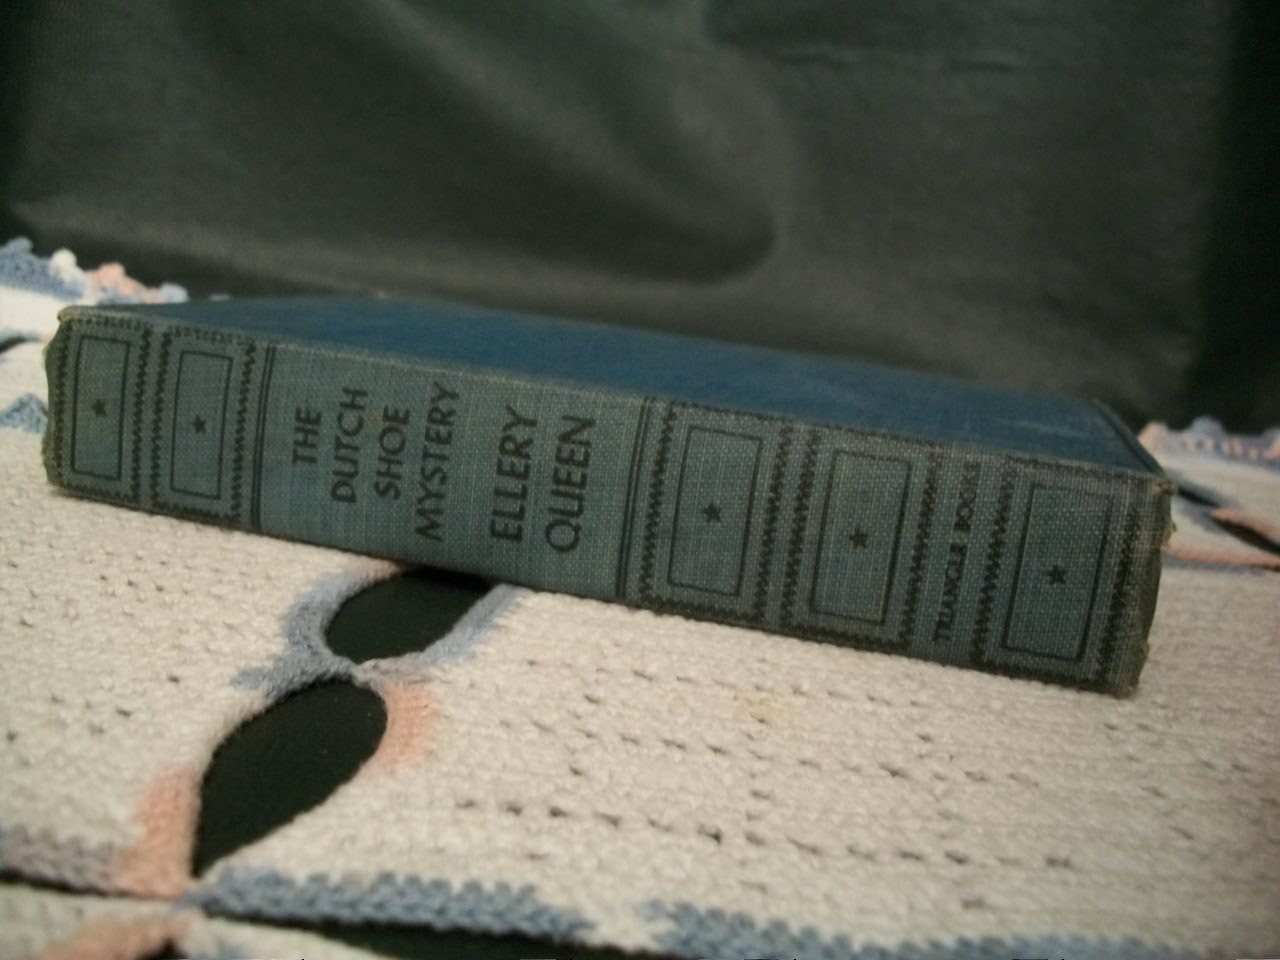 THE
DUTCH
SHOE
MYSTERY
ELLERY
QUEEN
TRIANGLE BOOKS